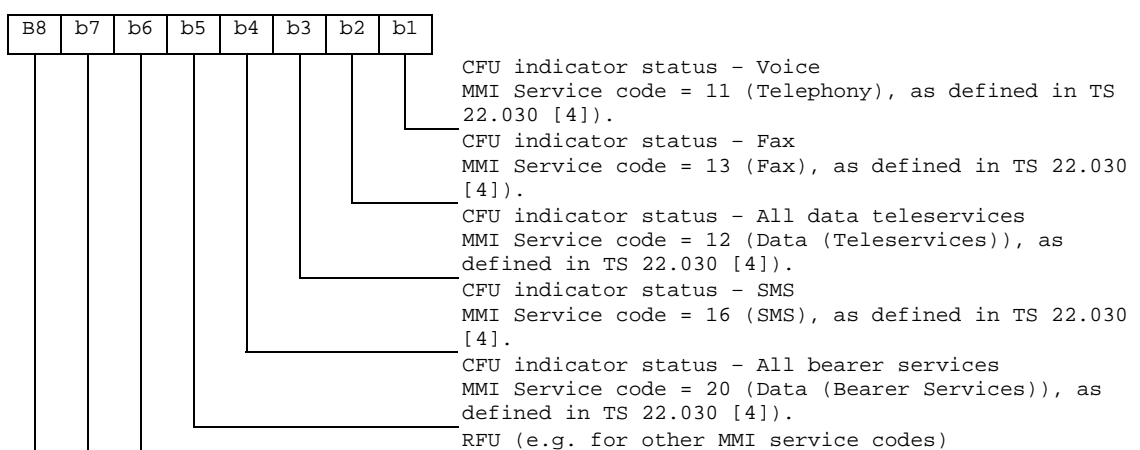 B8 b7 b6 b5 b4 b3 b2 b1
CFU indicator status – Voice
MMI Service code = 11 (Telephony), as defined in TS
22.030 [4]).
CFU indicator status – Fax
MMI Service code = 13 (Fax), as defined in TS 22.030
[4]).
CFU indicator status – All data teleservices
MMI Service code = 12 (Data (Teleservices)), as
defined in TS 22.030 [4]).
CFU indicator status – SMS
MMI Service code = 16 (SMS), as defined in TS 22.030
[4].
CFU indicator status – All bearer services
MMI Service code = 20 (Data (Bearer Services)), as
defined in TS 22.030 [4]).
RFU (e.g. for other MMI service codes)